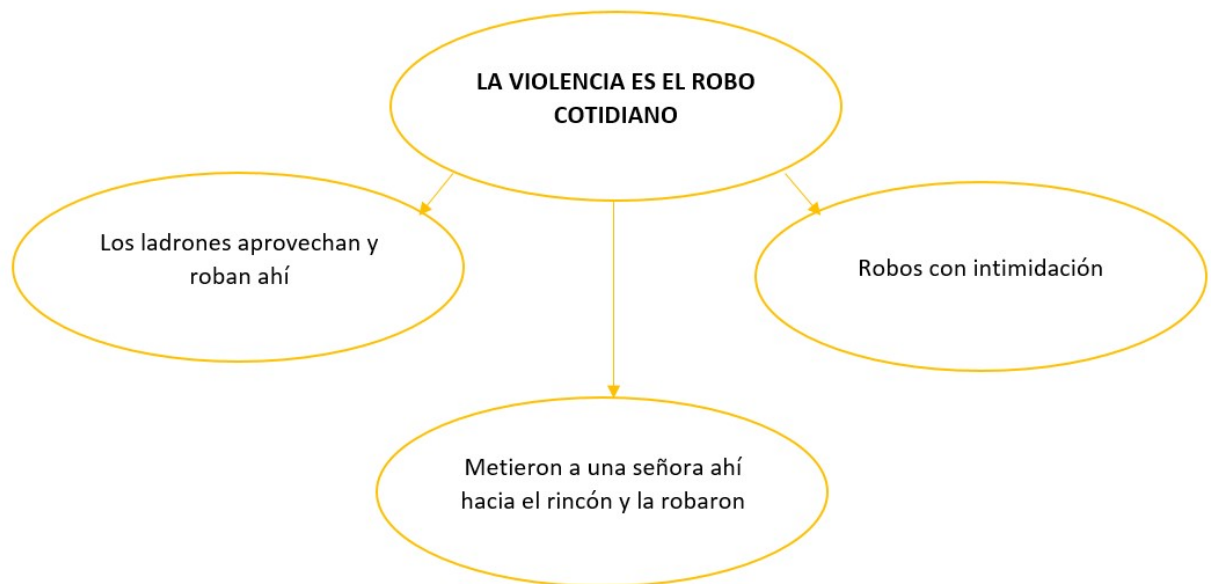 LA VIOLENCIA ES EL ROBO
COTIDIANO
Los ladrones aprovechan y
roban ahí
Robos con intimidación
Metieron a una señora ahí
hacia el rincón y la robaron